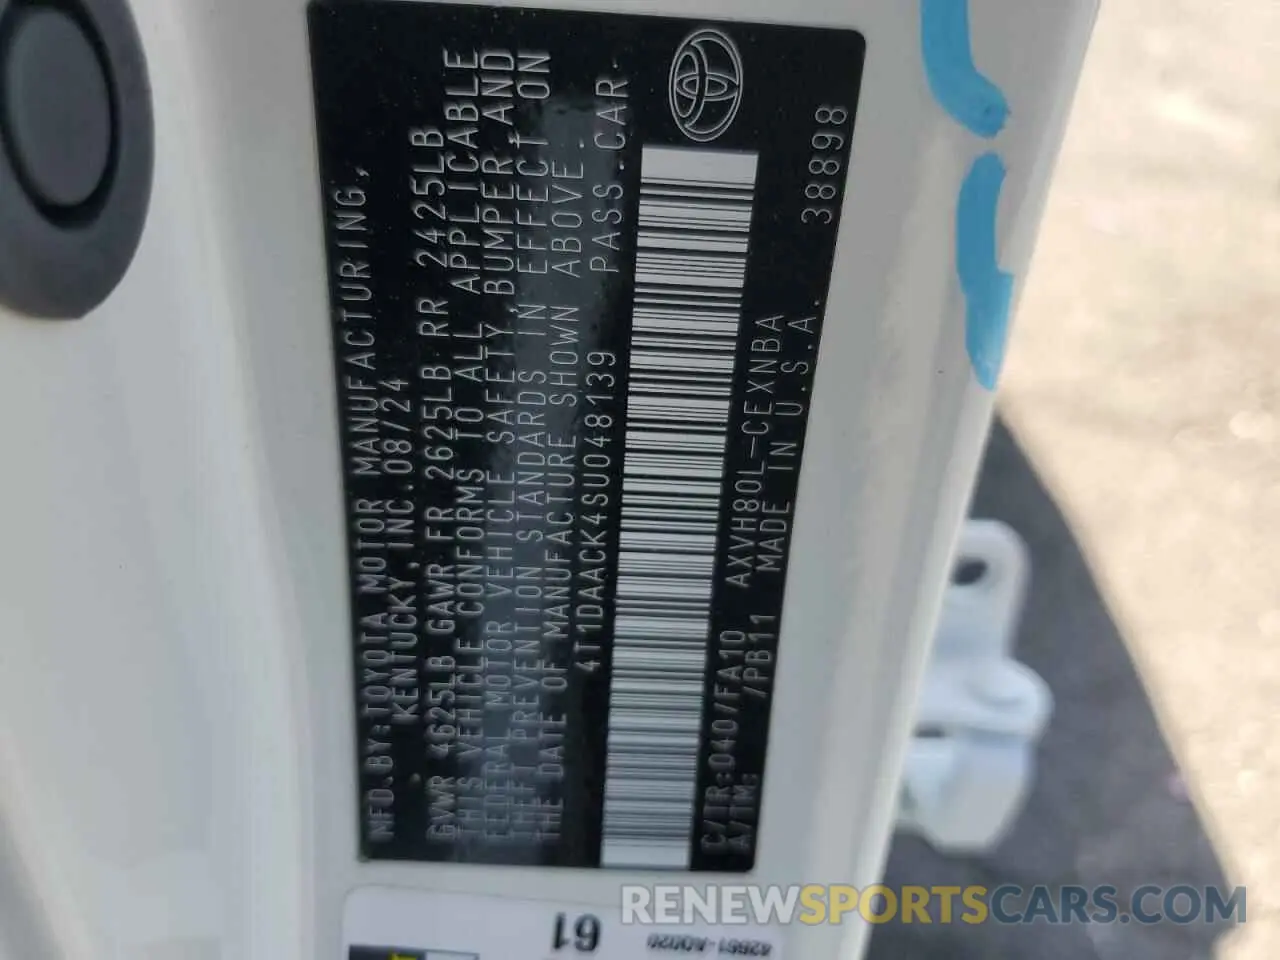 MFD.BY:TOYOTA MOTOR MANUFACTURING,
KENTUCKY,INC.08/24
GVWR 4625LB GAWR FR 2625LB RR 2425LB
THIS VEHICLE CONFORMS TO ALL APPLICABLE
FEDERAL MOTOR VEHICLE SAFETY,BUMPER,AND
THEFT PREVENTION STANDARDS IN EFFECT ON
THE DATE OF MANUFACTURE SHOWN ABOVE.
4T1DAACK4SU048139 PASS.CAR
C/TR:040/FA10 AXVH80L-CEXNBA
A/TM: /PB11 MADE IN U.S.A.
38898
61
RENEWSPORTSCARS.COM